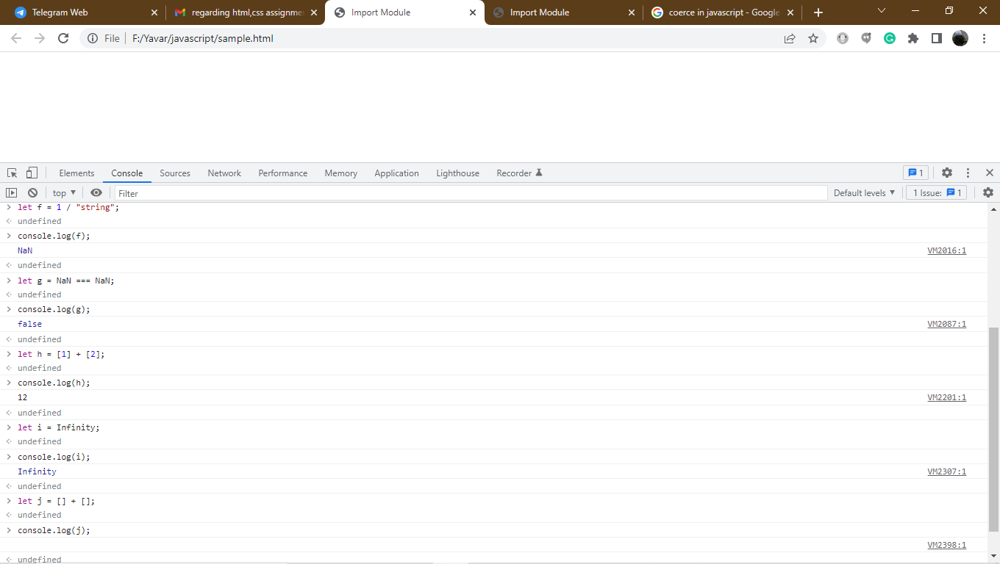 Telegram Web
regarding html,css assignme
Import Module
Import Module
coerce in javascript - Google
File
F:/Yavar/javascript/sample.html
Elements
Console
Sources
Network
Performance
Memory
Application
Lighthouse
Recorder
1
top
Filter
Default levels
1 Issue:
1
let f = 1 / "string";
undefined
console.log(f);
NaN
VM2016:1
undefined
let g = NaN === NaN;
undefined
console.log(g);
false
VM2087:1
undefined
let h = [1] + [2];
undefined
console.log(h);
12
VM2201:1
undefined
let i = Infinity;
undefined
console.log(i);
Infinity
VM2307:1
undefined
let j = [] + [];
undefined
console.log(j);
VM2398:1
undefined